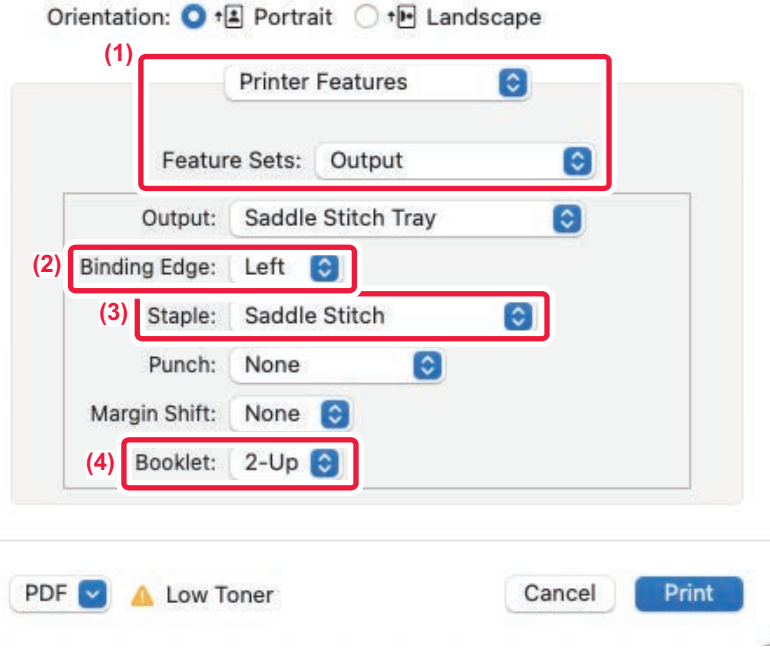 Orientation: Portrait Landscape
(1)
Printer Features
Feature Sets: Output
Output: Saddle Stitch Tray
(2) Binding Edge: Left
(3) Staple: Saddle Stitch
Punch: None
Margin Shift: None
(4) Booklet: 2-Up
PDF Low Toner Cancel Print